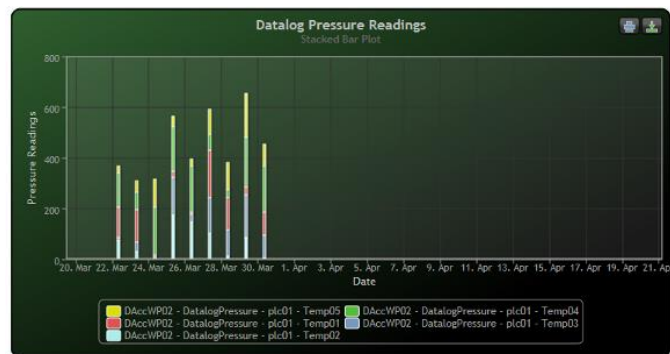 Datalog Pressure Readings
Stacked Bar Plot
800
600
400
200
0
Pressure Readings
20. Mar 22. Mar 24. Mar 26. Mar 28. Mar 30. Mar 1. Apr 3. Apr 5. Apr 7. Apr 9. Apr 11. Apr 13. Apr 15. Apr 17. Apr 19. Apr 21. Apr
Date
DAccWP02 - DatalogPressure - plc01 - Temp05 DAccWP02 - DatalogPressure - plc01 - Temp04
DAccWP02 - DatalogPressure - plc01 - Temp01 DAccWP02 - DatalogPressure - plc01 - Temp03
DAccWP02 - DatalogPressure - plc01 - Temp02